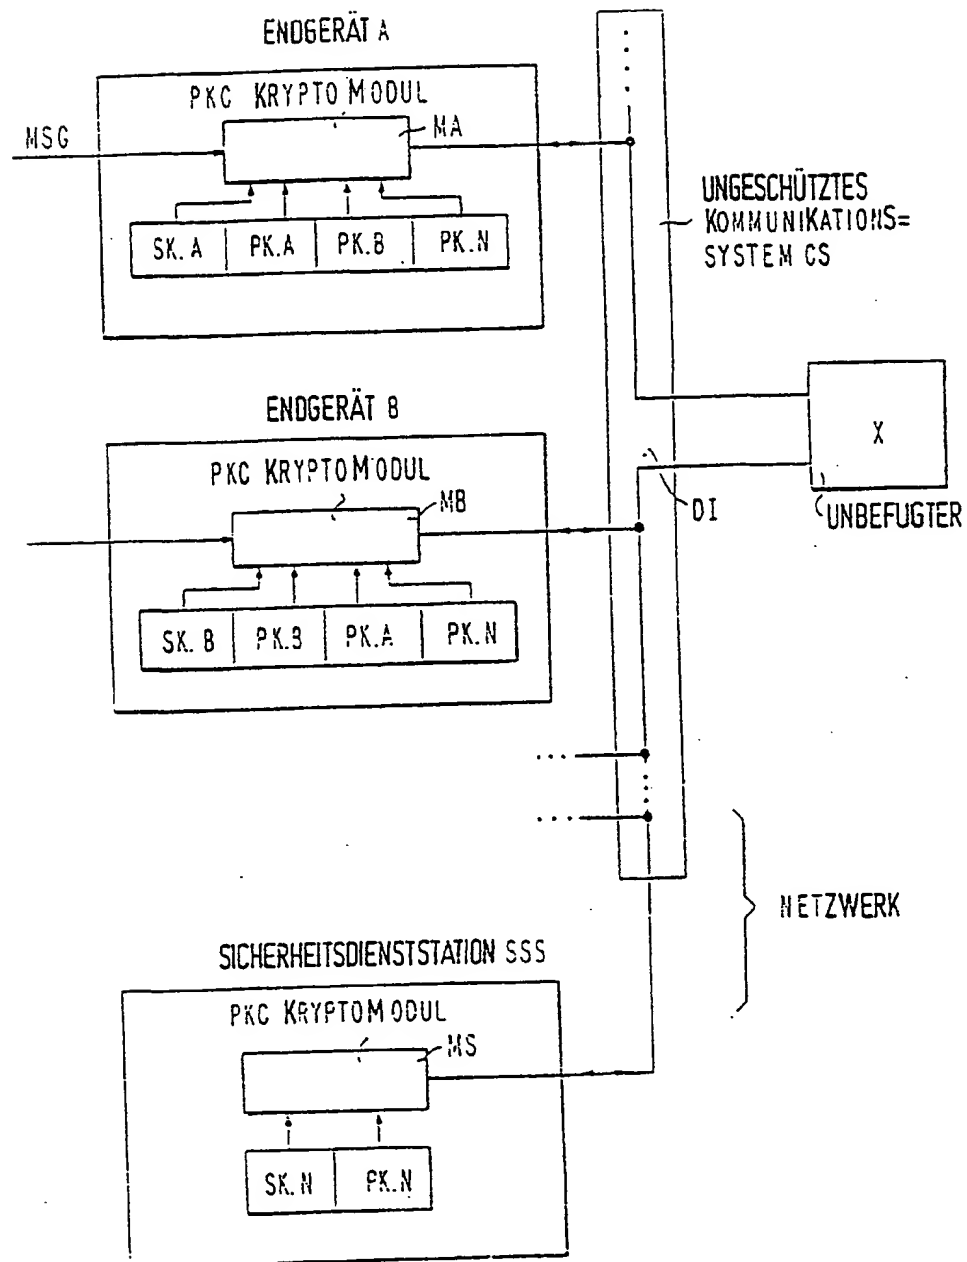 ENDGERÄT A
PKC KRYPTO MODUL
MSG
MA
SK.A PK.A PK.B PK.N
UNGESCHÜTZTES
KOMMUNIKATIONS=
SYSTEM CS
ENDGERÄT B
PKC KRYPTO MODUL
MB
SK.B PK.B PK.A PK.N
X
DI
UNBEFUGTER
NETZWERK
SICHERHEITSDIENSTSTATION SSS
PKC KRYPTO MODUL
MS
SK.N PK.N